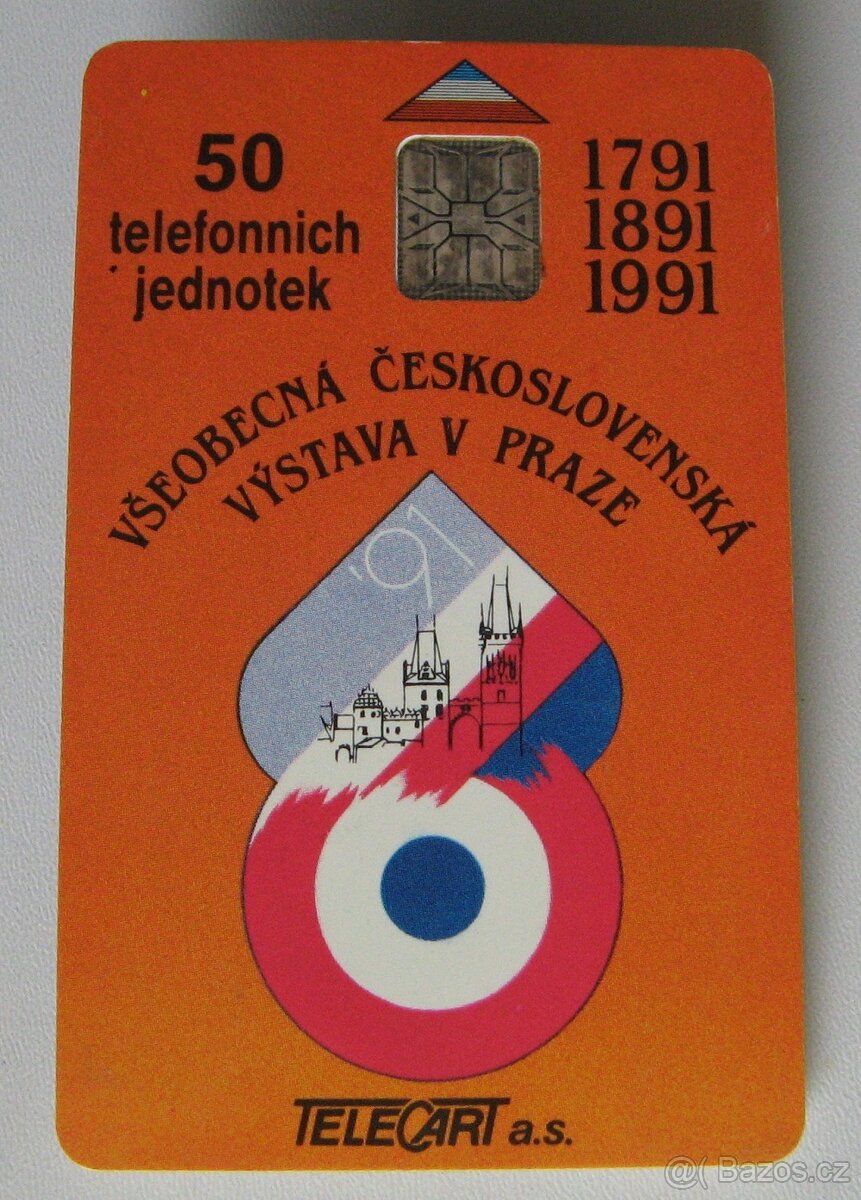 50
telefonnich
jednotek
1791
1891
1991
VŠEOBECNÁ ČESKOSLOVENSKÁ
VÝSTAVA V PRAZE
'91
TELECART a.s.
@( Bazos.cz